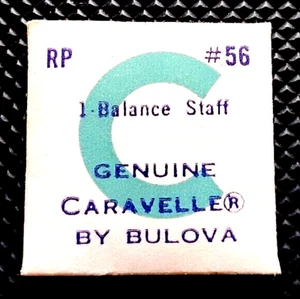 RP #56
1-Balance Staff
GENUINE
CARAVELLE®
BY BULOVA